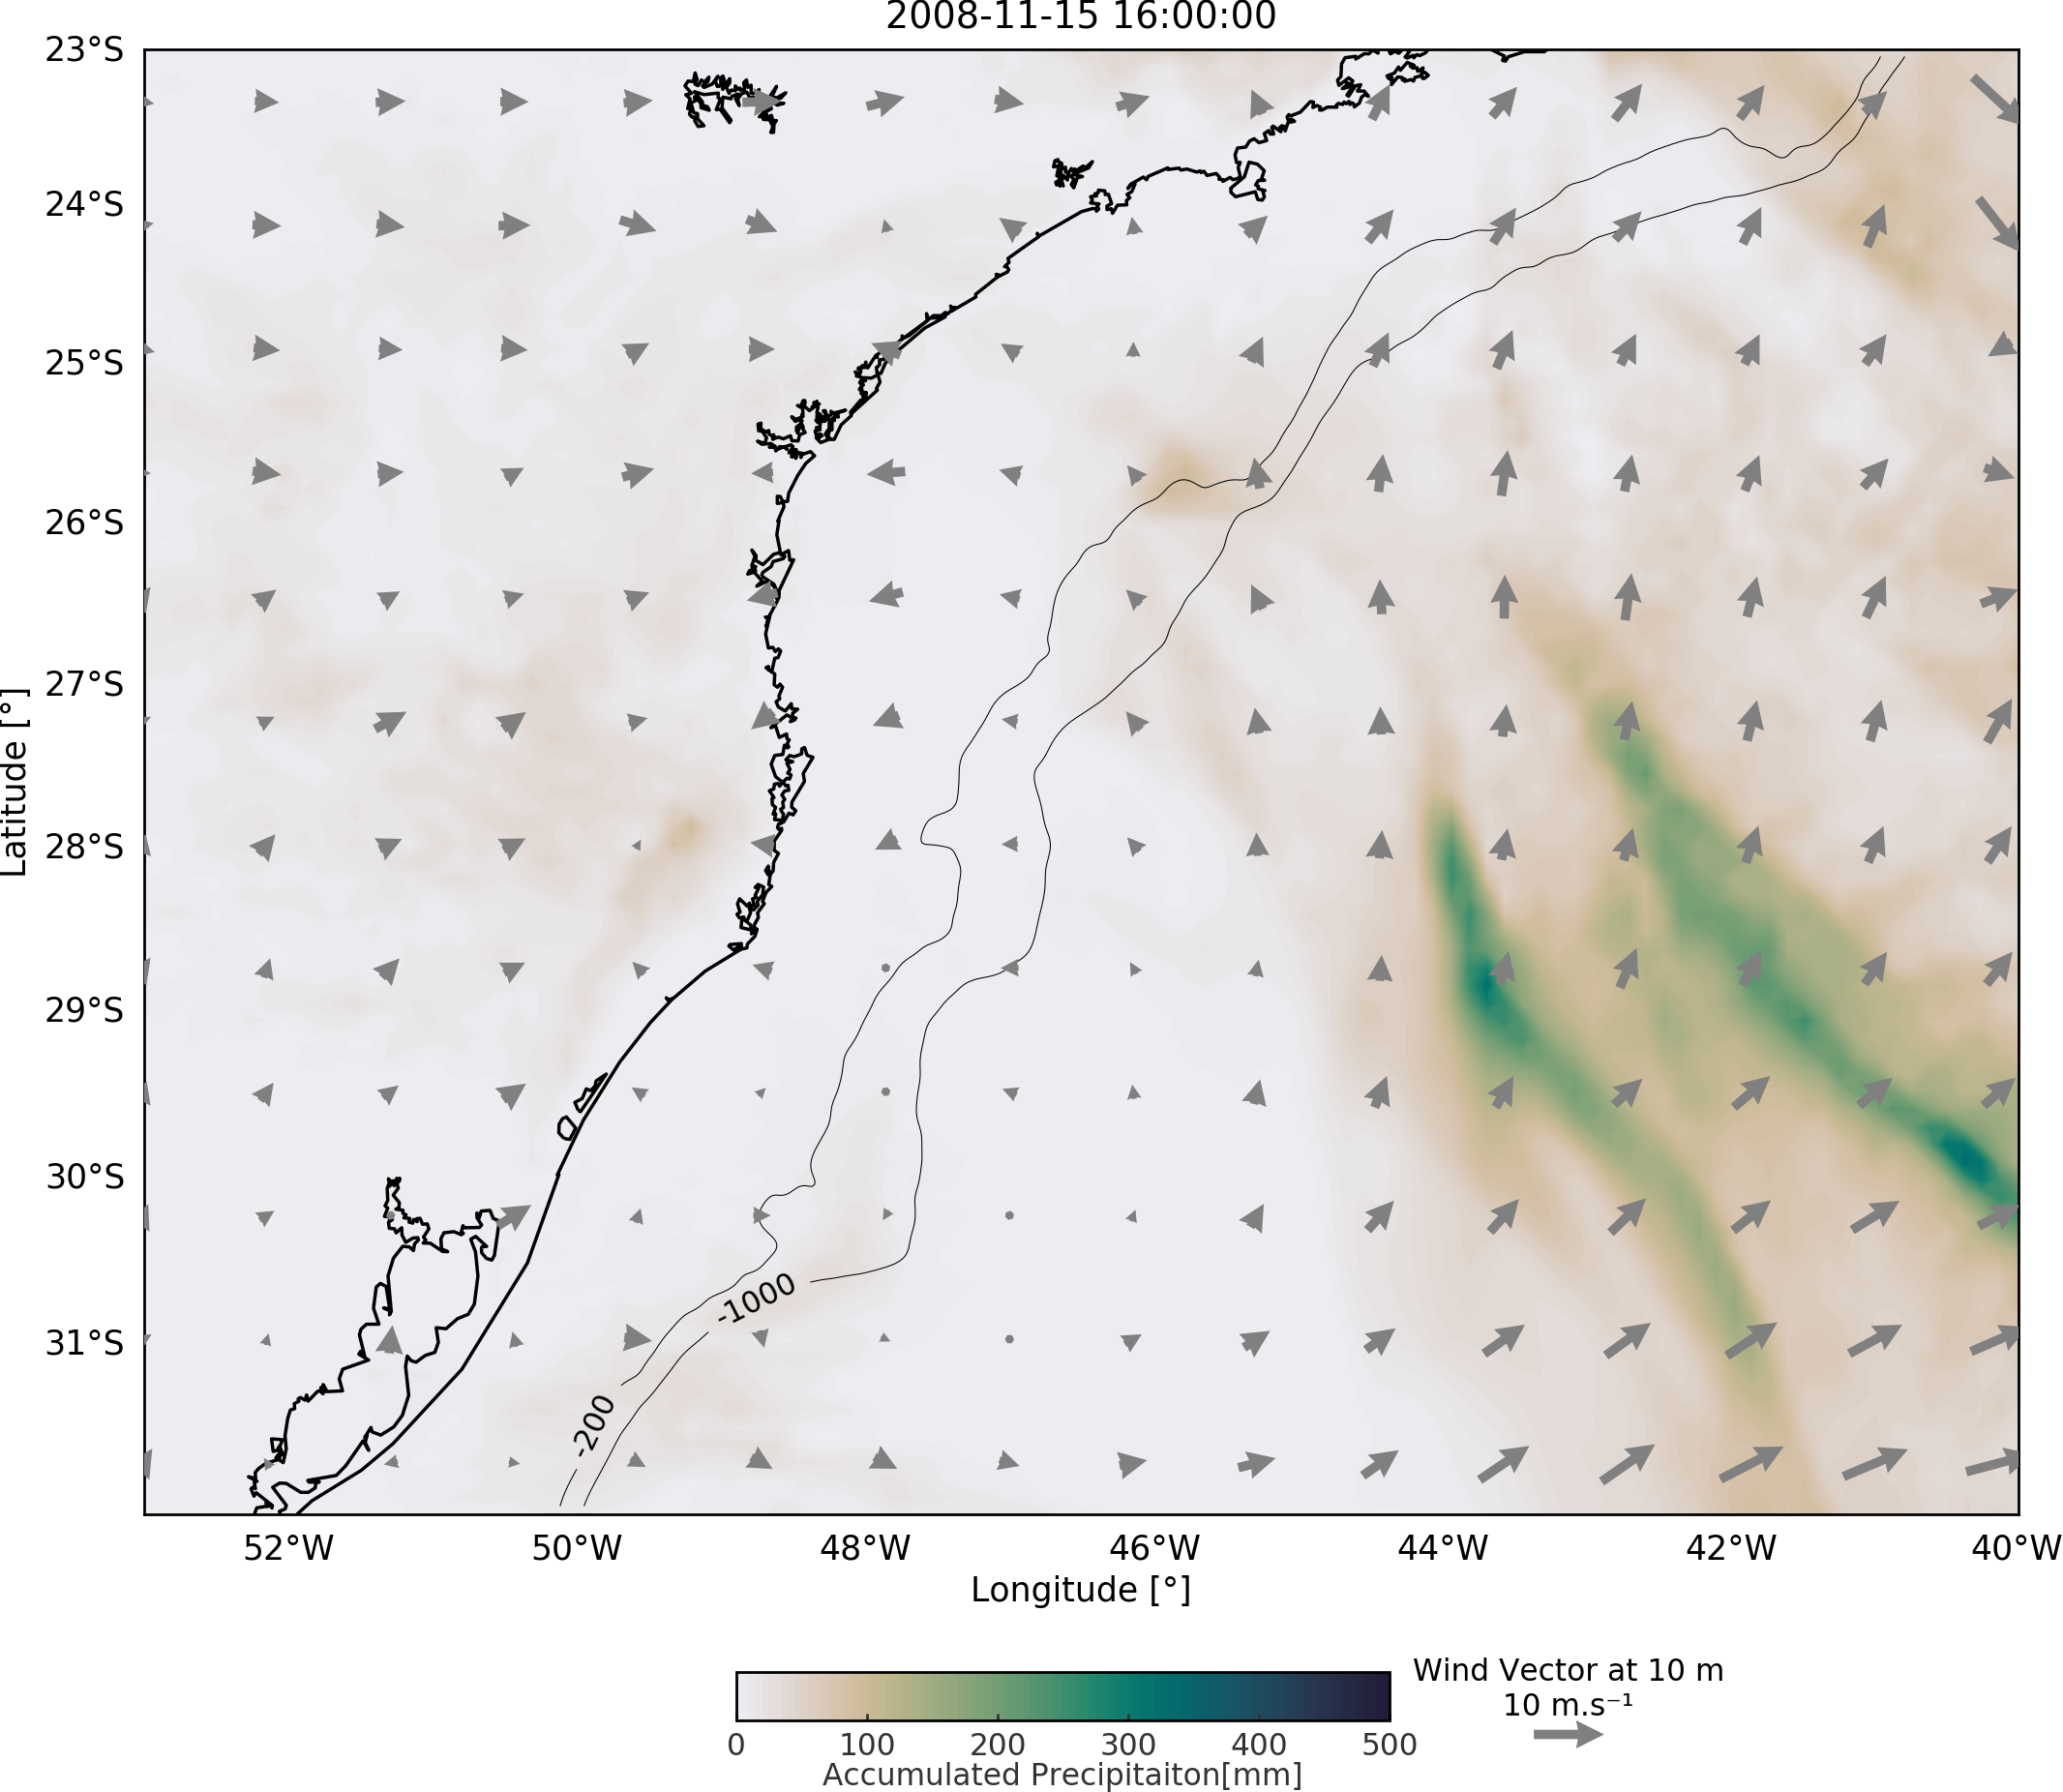 2008-11-15 16:00:00
23°S
24°S
25°S
26°S
27°S
28°S
29°S
30°S
31°S
Latitude [°]
-1000
-200
52°W 50°W 48°W 46°W 44°W 42°W 40°W
Longitude [°]
Wind Vector at 10 m
10 m.s⁻¹
0 100 200 300 400 500
Accumulated Precipitaiton[mm]